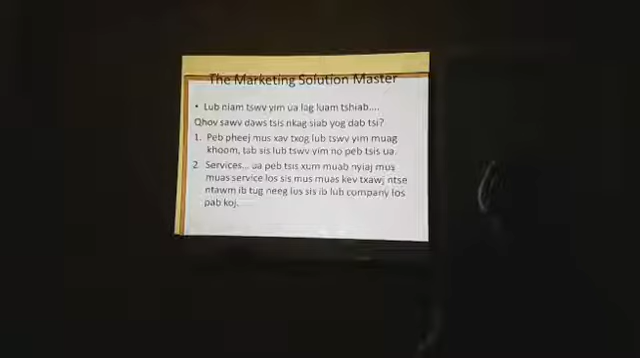 The Marketing Solution Master
• Lub niam tswv yim ua lag luam tshiab....
Qhov sawv daws tsis nkag siab yog dab tsi?
1. Peb pheej mus xav txog lub tswv yim muag
khoom, tab sis lub tswv yim no peb tsis ua.
2. Services... ua peb tsis xum muab nyiaj mus
muas service los sis mus muas kev txawj ntse
ntawm ib tug neeg los sis ib lub company los
pab koj.